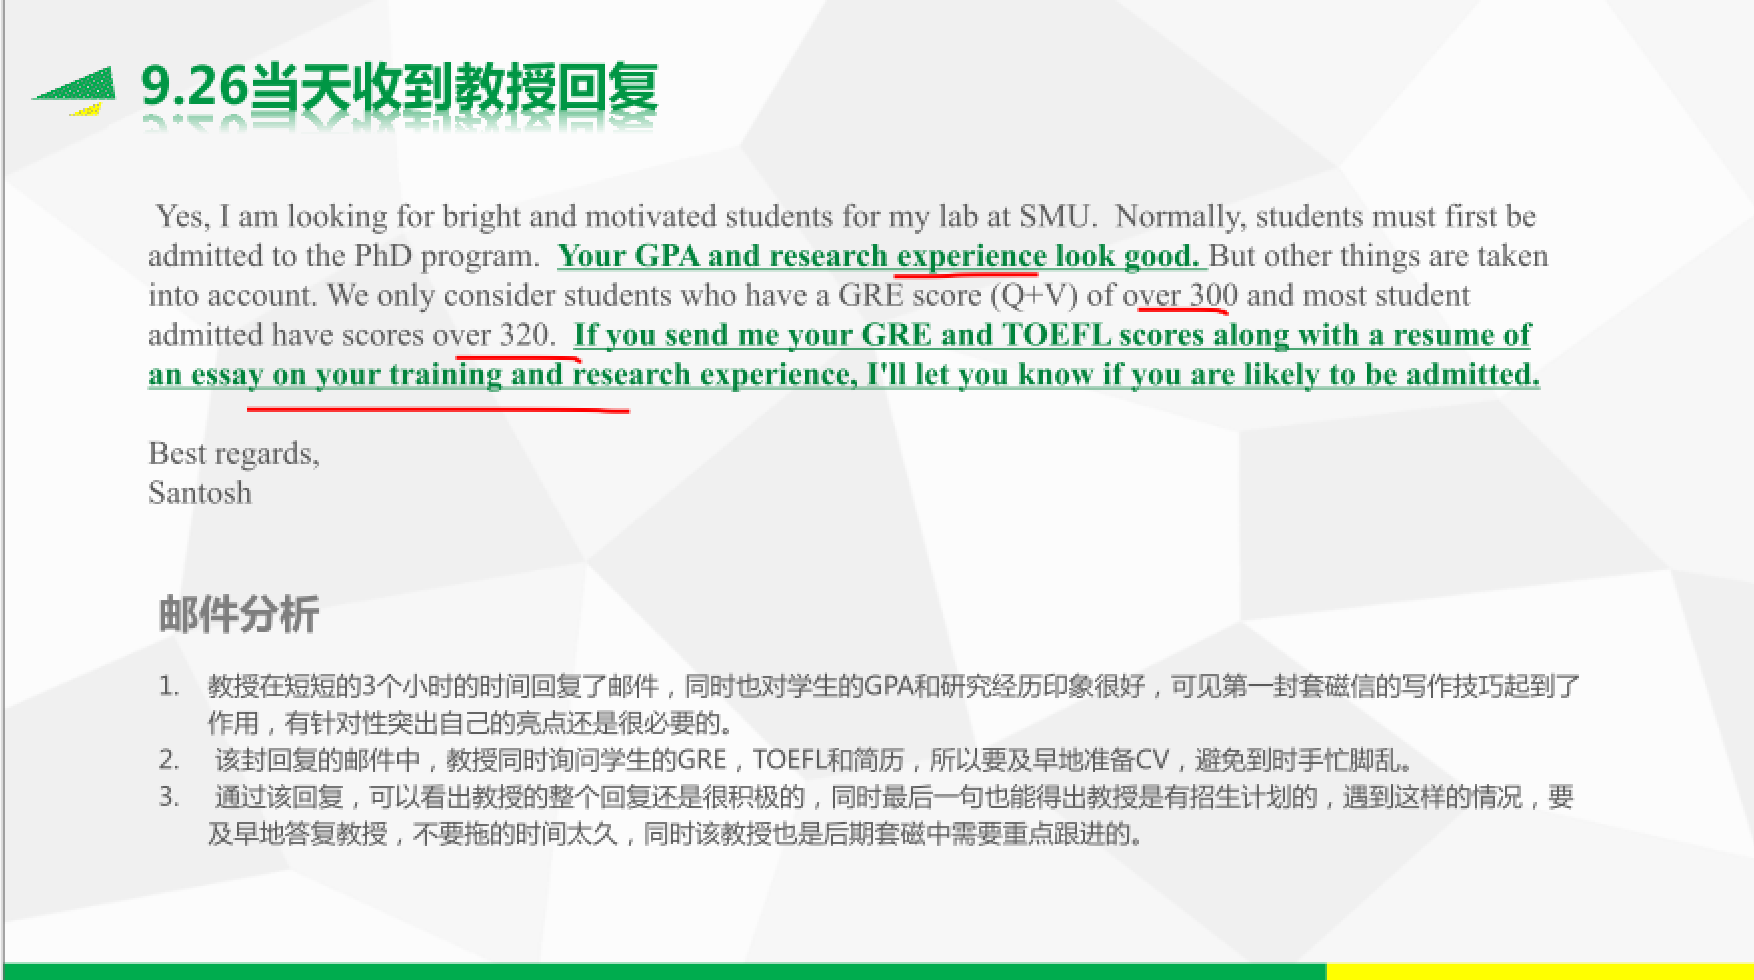 9.26当天收到教授回复
Yes, I am looking for bright and motivated students for my lab at SMU.  Normally, students must first be
admitted to the PhD program.  Your GPA and research experience look good. But other things are taken
into account. We only consider students who have a GRE score (Q+V) of over 300 and most student
admitted have scores over 320.  If you send me your GRE and TOEFL scores along with a resume of
an essay on your training and research experience, I'll let you know if you are likely to be admitted.
Best regards,
Santosh
邮件分析
1. 教授在短短的3个小时的时间回复了邮件，同时也对学生的GPA和研究经历印象很好，可见第一封套磁信的写作技巧起到了
作用，有针对性突出自己的亮点还是很必要的。
2. 该封回复的邮件中，教授同时询问学生的GRE，TOEFL和简历，所以要及早地准备CV，避免到时手忙脚乱。
3. 通过该回复，可以看出教授的整个回复还是很积极的，同时最后一句也能得出教授是有招生计划的，遇到这样的情况，要
及早地答复教授，不要拖的时间太久，同时该教授也是后期套磁中需要重点跟进的。